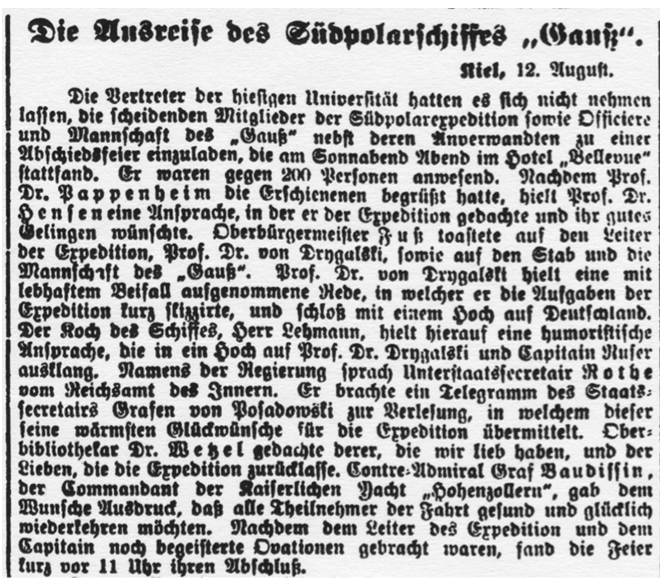 Die Ausreise des Südpolarschiffes „Gauß“.
Kiel, 12. August.
Die Vertreter der hiesigen Universität hatten es sich nicht nehmen
lassen, die scheidenden Mitglieder der Südpolarexpedition sowie Officiere
und Mannschaft des „Gauß“ nebst deren Anverwandten zu einer
Abschiedsfeier einzuladen, die am Sonnabend Abend im Hotel „Bellevue“
stattfand. Er waren gegen 200 Personen anwesend. Nachdem Prof.
Dr. Pappenheim die Erschienenen begrüßt hatte, hielt Prof. Dr.
Hensen eine Ansprache, in der er der Expedition gedachte und ihr gutes
Gelingen wünschte. Oberbürgermeister Fuß toastete auf den Leiter
der Expedition, Prof. Dr. von Drygalski, sowie auf den Stab und die
Mannschaft des „Gauß“. Prof. Dr. von Drygalski hielt eine mit
lebhaftem Beifall aufgenommene Rede, in welcher er die Aufgaben der
Expedition kurz skizzirte, und schloß mit einem Hoch auf Deutschland.
Der Koch des Schiffes, Herr Lehmann, hielt hierauf eine humoristische
Ansprache, die in ein Hoch auf Prof. Dr. Drygalski und Capitain Ruser
ausklang. Namens der Regierung sprach Unterstaatssecretair Rothe
vom Reichsamt des Innern. Er brachte ein Telegramm des Staats-
secretairs Grafen von Posadowski zur Verlesung, in welchem dieser
seine wärmsten Glückwünsche für die Expedition übermittelt. Ober-
bibliothekar Dr. Wetzel gedachte derer, die wir lieb haben, und der
Lieben, die die Expedition zurücklasse. Contre-Admiral Graf Baudissin,
der Commandant der Kaiserlichen Yacht „Hohenzollern“, gab dem
Wunsche Ausdruck, daß alle Theilnehmer der Fahrt gesund und glücklich
wiederkehren möchten. Nachdem dem Leiter des Expedition und dem
Capitain noch begeisterte Ovationen gebracht waren, fand die Feier
kurz vor 11 Uhr ihren Abschluß.